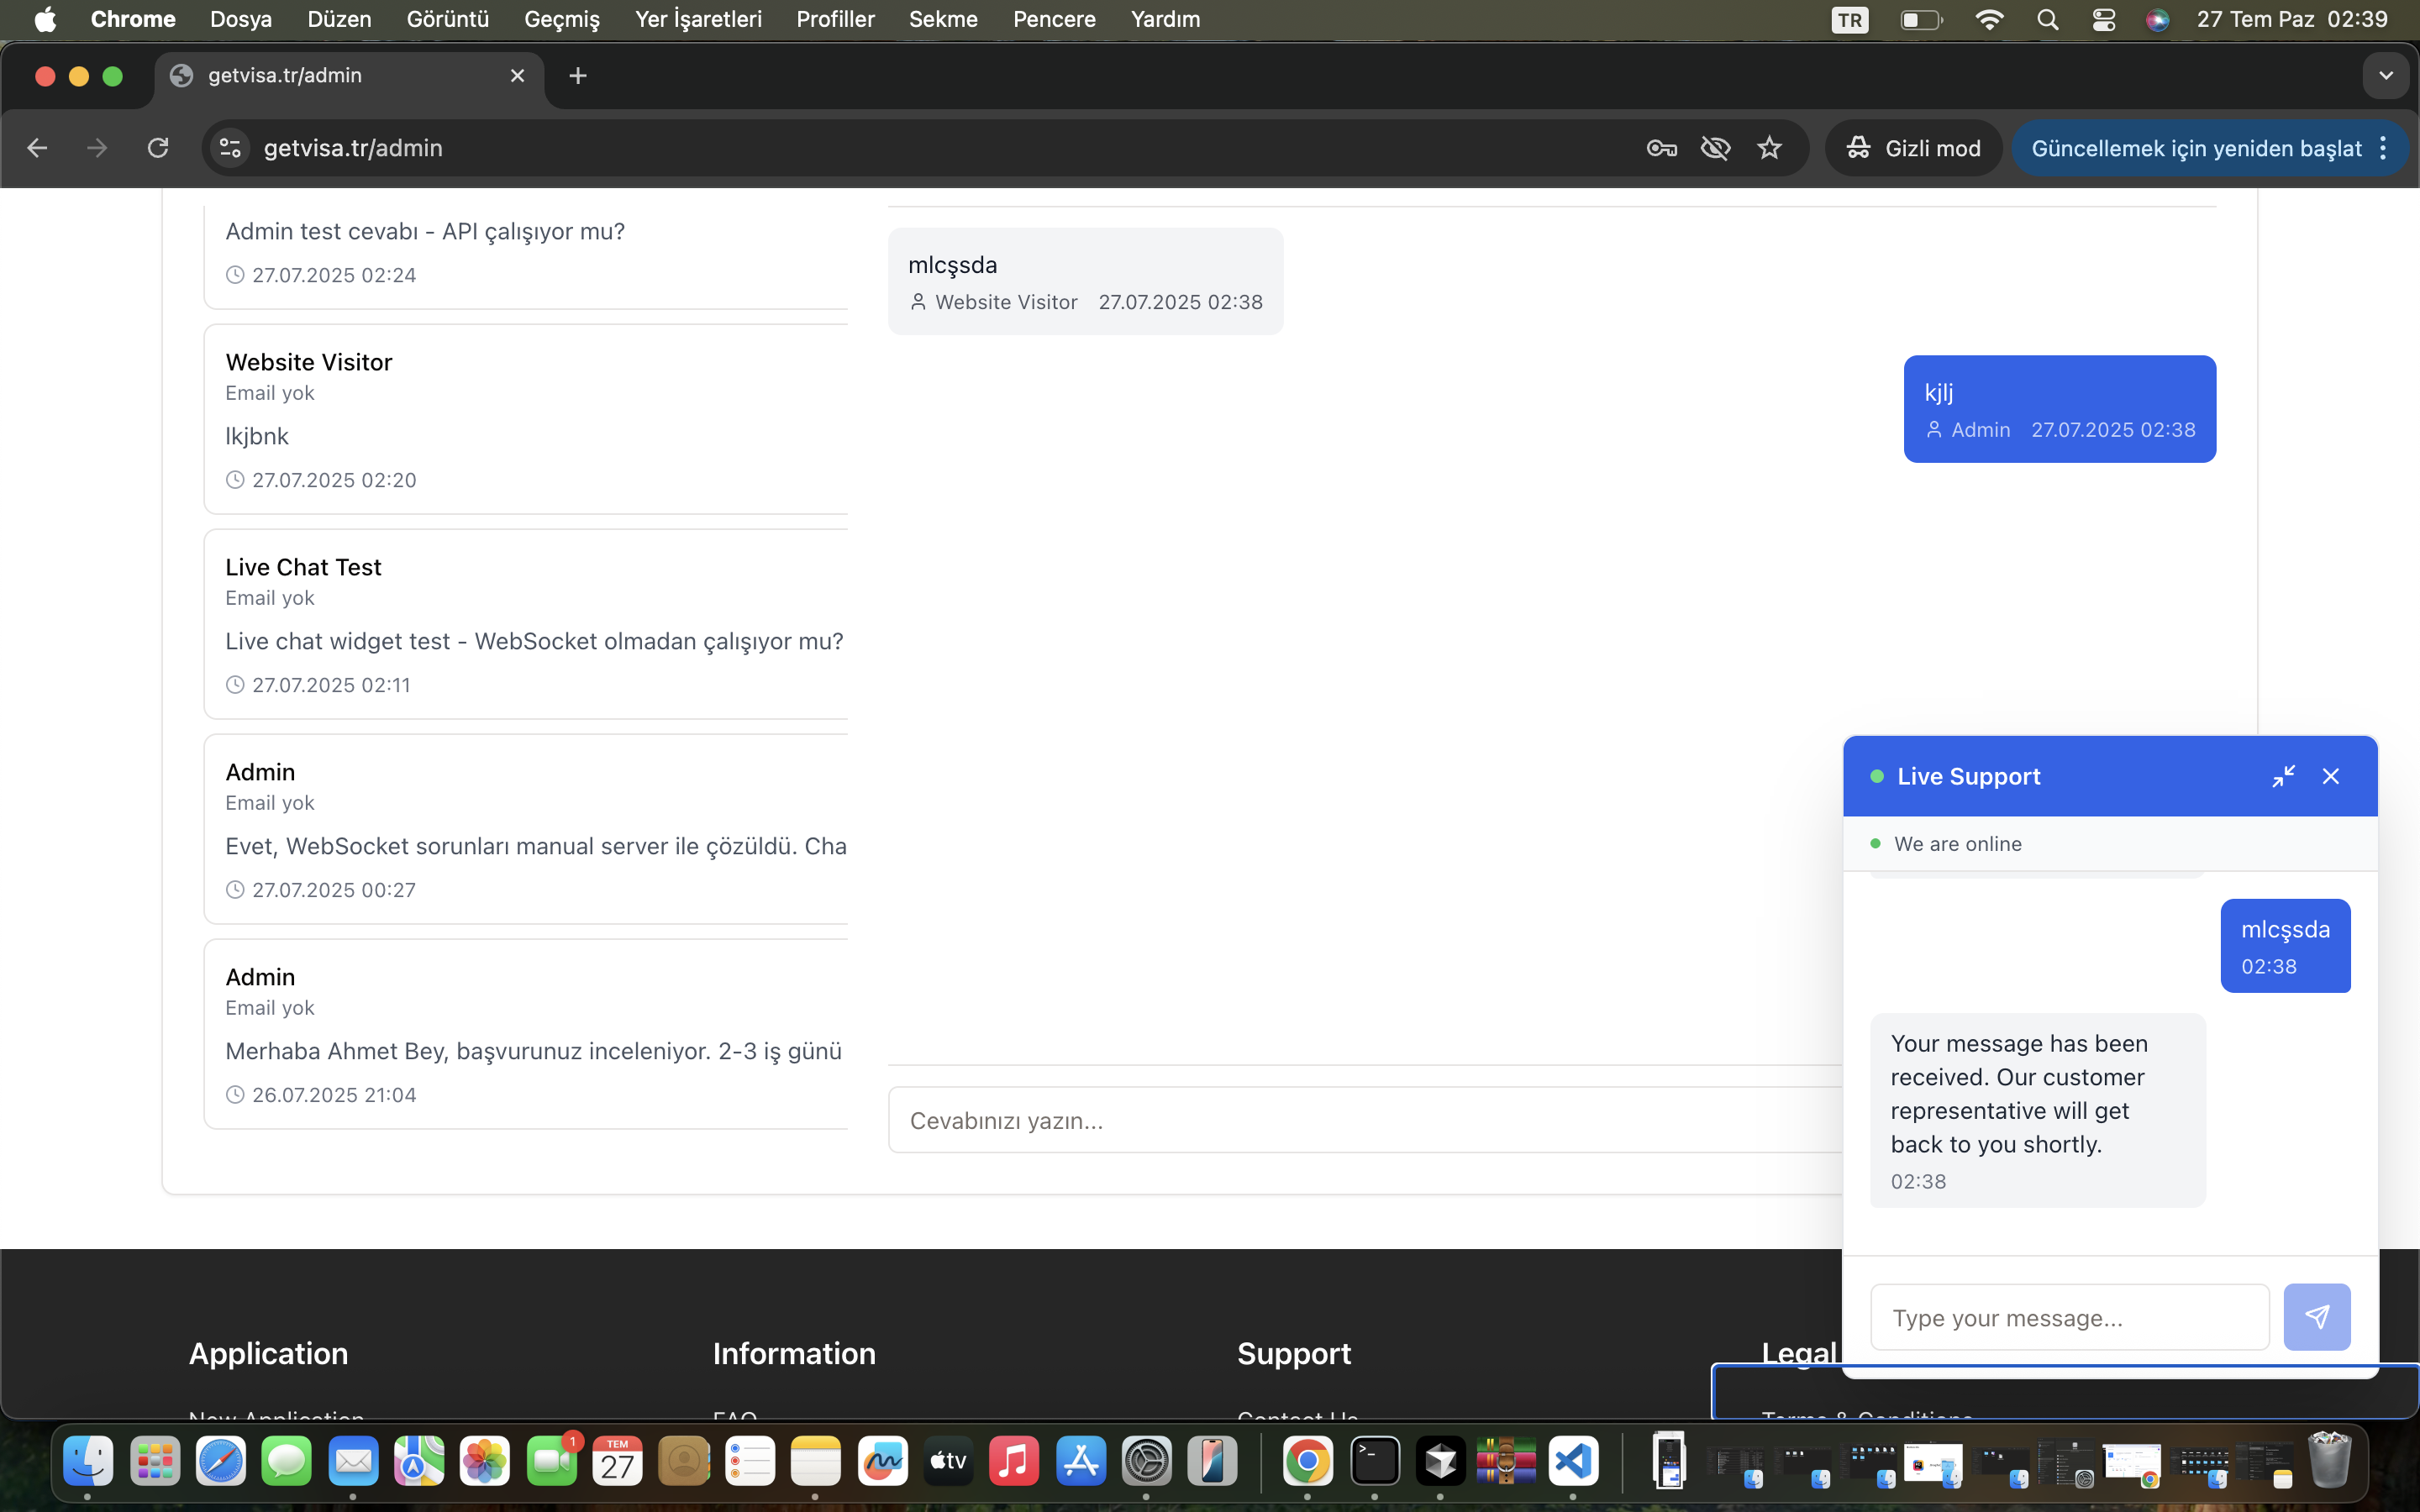 Chrome Dosya Düzen Görüntü Geçmiş Yer İşaretleri Profiller Sekme Pencere Yardım TR 27 Tem Paz 02:39
getvisa.tr/admin
getvisa.tr/admin Gizli mod Güncellemek için yeniden başlat
Admin test cevabı - API çalışıyor mu?
27.07.2025 02:24
Website Visitor
Email yok
lkjbnk
27.07.2025 02:20
Live Chat Test
Email yok
Live chat widget test - WebSocket olmadan çalışıyor mu?
27.07.2025 02:11
Admin
Email yok
Evet, WebSocket sorunları manual server ile çözüldü. Cha
27.07.2025 00:27
Admin
Email yok
Merhaba Ahmet Bey, başvurunuz inceleniyor. 2-3 iş günü
26.07.2025 21:04
mlcşsda
Website Visitor 27.07.2025 02:38
kjlj
Admin 27.07.2025 02:38
Cevabınızı yazın...
Live Support
We are online
mlcşsda
02:38
Your message has been
received. Our customer
representative will get
back to you shortly.
02:38
Type your message...
Application Information Support Legal
New Application FAQ Contact Us Terms & Conditions
1
TEM
27
tv